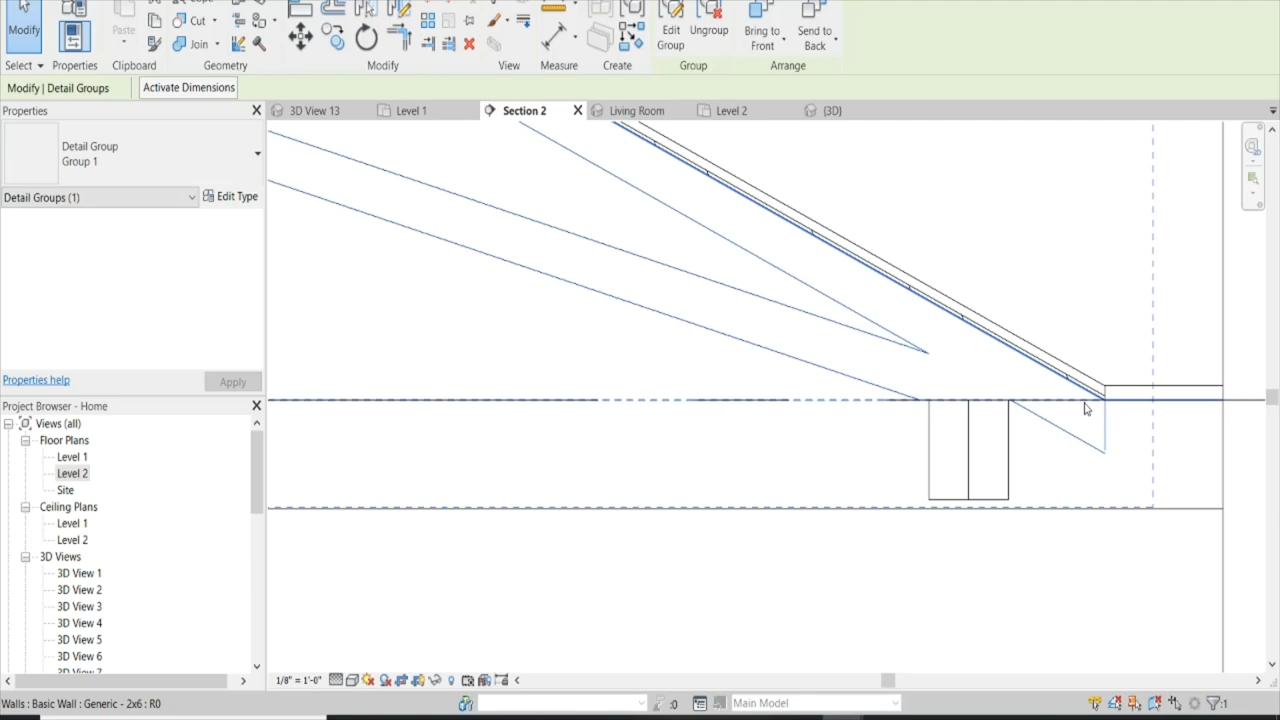 Cope
Modify
Paste
Cut
Join
Edit
Group
Ungroup
Bring to
Front
Send to
Back
Select
Properties
Clipboard
Geometry
Modify
View
Measure
Create
Group
Arrange
Modify | Detail Groups
Activate Dimensions
Properties
3D View 13
Level 1
Section 2
Living Room
Level 2
{3D}
Detail Group
Group 1
Detail Groups (1)
Edit Type
Properties help
Apply
Project Browser - Home
Views (all)
Floor Plans
Level 1
Level 2
Site
Ceiling Plans
Level 1
Level 2
3D Views
3D View 1
3D View 2
3D View 3
3D View 4
3D View 5
3D View 6
3D View 7
1/8" = 1'-0"
Walls : Basic Wall : Generic - 2x6 : R0
:0
Main Model
:1